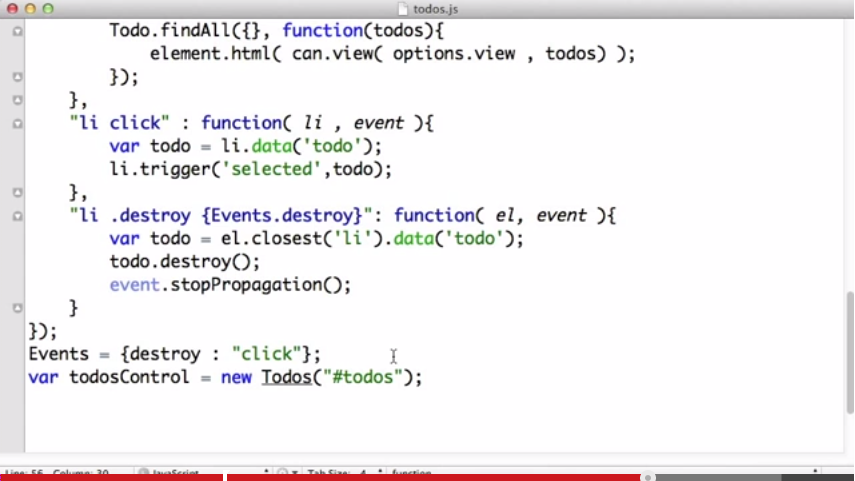 todos.js
Todo.findAll({}, function(todos){
element.html( can.view( options.view , todos) );
});
},
"li click" : function( li , event ){
var todo = li.data('todo');
li.trigger('selected',todo);
},
"li .destroy {Events.destroy}": function( el, event ){
var todo = el.closest('li').data('todo');
todo.destroy();
event.stopPropagation();
}
});
Events = {destroy : "click"};
var todosControl = new Todos("#todos");
Line: 56 Column: 30 JavaScript Tab Size: 4 function